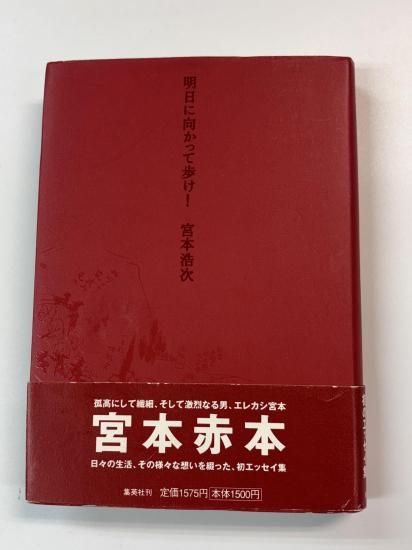 明日に向かって歩け！　宮本浩次
孤高にして繊細、そして激烈なる男、エレカシ宮本
宮本赤本
日々の生活、その様々な想いを綴った、初エッセイ集
集英社刊　定価1575円　本体1500円